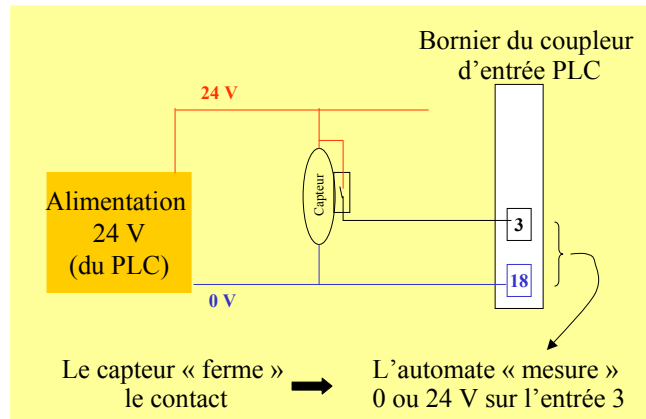 Bornier du coupleur
d'entrée PLC
24 V
Alimentation
24 V
(du PLC)
Capteur
3
18
0 V
Le capteur « ferme »
le contact
L'automate « mesure »
0 ou 24 V sur l'entrée 3